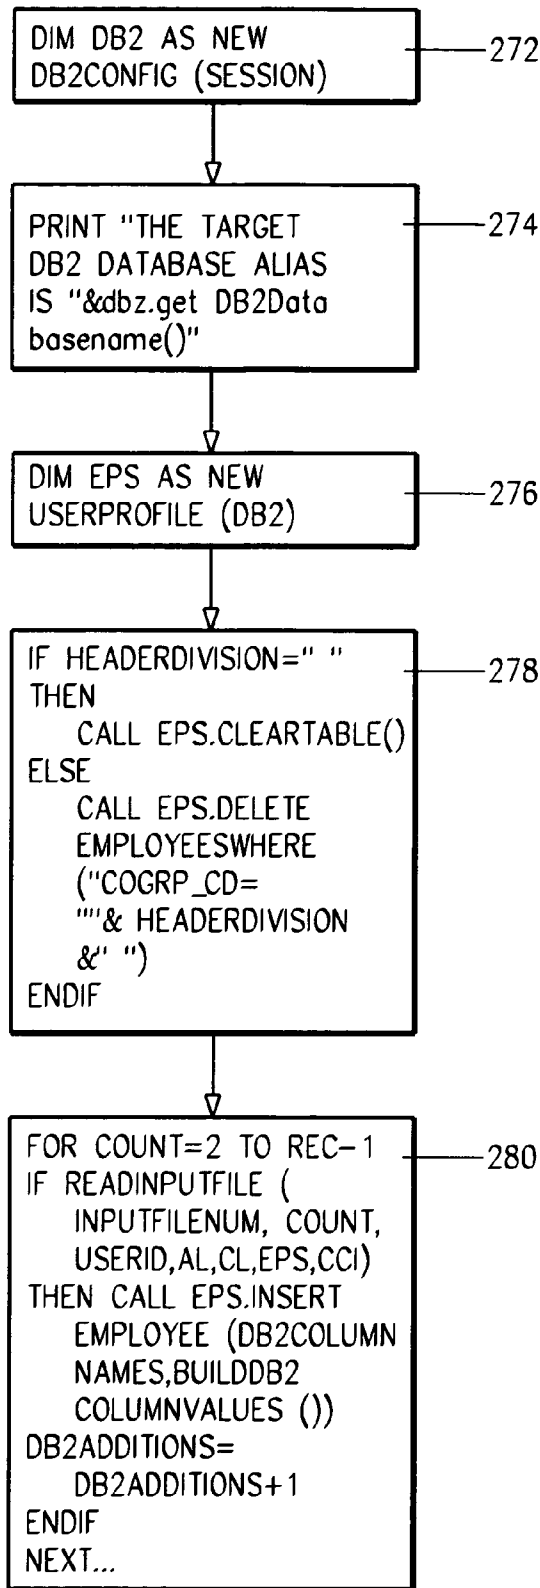 DIM DB2 AS NEW
DB2CONFIG (SESSION)
272
PRINT "THE TARGET
DB2 DATABASE ALIAS
IS "&dbz.get DB2Data
basename()"
274
DIM EPS AS NEW
USERPROFILE (DB2)
276
IF HEADERDIVISION=" "
THEN
CALL EPS.CLEARTABLE()
ELSE
CALL EPS.DELETE
EMPLOYEESWHERE
("COGRP_CD=
""'& HEADERDIVISION
&" ")
ENDIF
278
FOR COUNT=2 TO REC-1
IF READINPUTFILE (
INPUTFILENUM, COUNT,
USERID,AL,CL,EPS,CCI)
THEN CALL EPS.INSERT
EMPLOYEE (DB2COLUMN
NAMES,BUILDDB2
COLUMNVALUES ())
DB2ADDITIONS=
DB2ADDITIONS+1
ENDIF
NEXT...
280